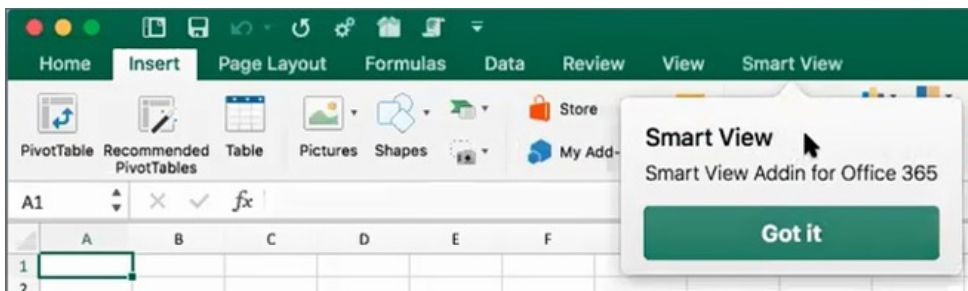 Home Insert Page Layout Formulas Data Review View Smart View
PivotTable
Recommended
PivotTables
Table
Pictures
Shapes
Store
My Add-
Smart View
Smart View Addin for Office 365
Got it
A1
fx
A B C D E F
1
2